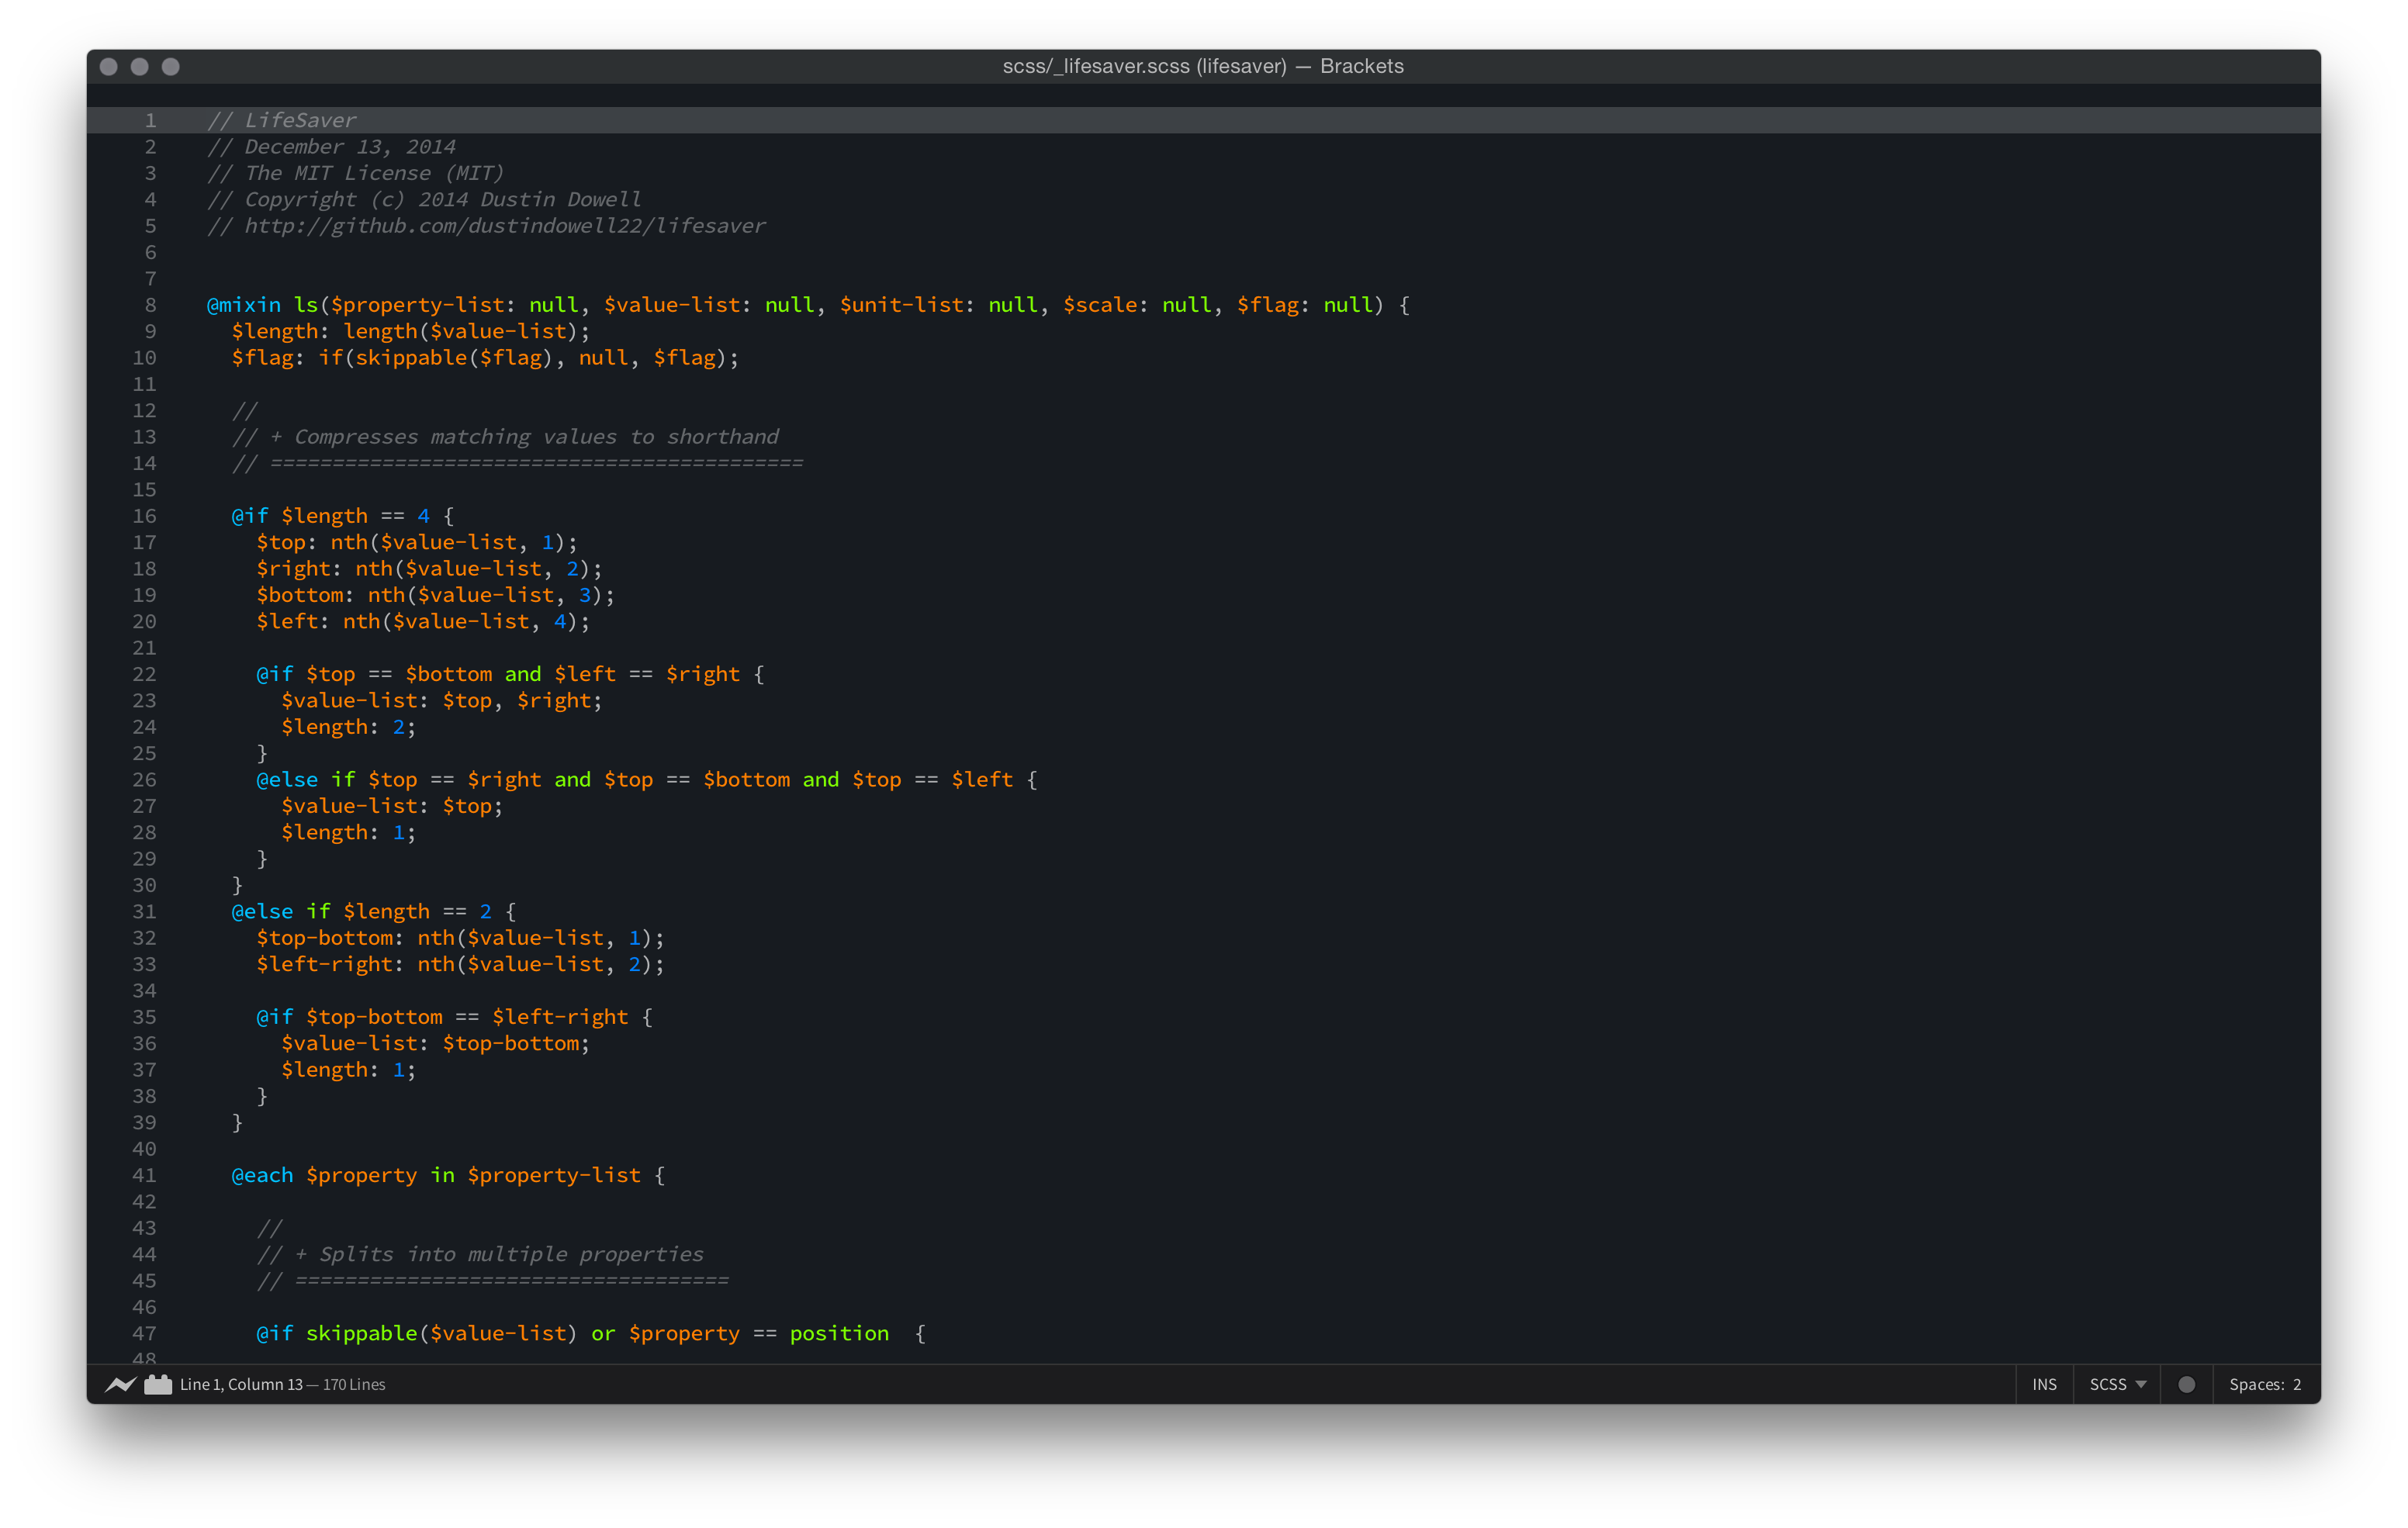 scss/_lifesaver.scss (lifesaver) — Brackets
1 // LifeSaver
2 // December 13, 2014
3 // The MIT License (MIT)
4 // Copyright (c) 2014 Dustin Dowell
5 // http://github.com/dustindowell22/lifesaver
6
7
8 @mixin ls($property-list: null, $value-list: null, $unit-list: null, $scale: null, $flag: null) {
9   $length: length($value-list);
10   $flag: if(skippable($flag), null, $flag);
11
12   //
13   // + Compresses matching values to shorthand
14   // ===========================================
15
16   @if $length == 4 {
17     $top: nth($value-list, 1);
18     $right: nth($value-list, 2);
19     $bottom: nth($value-list, 3);
20     $left: nth($value-list, 4);
21
22     @if $top == $bottom and $left == $right {
23       $value-list: $top, $right;
24       $length: 2;
25     }
26     @else if $top == $right and $top == $bottom and $top == $left {
27       $value-list: $top;
28       $length: 1;
29     }
30   }
31   @else if $length == 2 {
32     $top-bottom: nth($value-list, 1);
33     $left-right: nth($value-list, 2);
34
35     @if $top-bottom == $left-right {
36       $value-list: $top-bottom;
37       $length: 1;
38     }
39   }
40
41   @each $property in $property-list {
42
43     //
44     // + Splits into multiple properties
45     // ===================================
46
47     @if skippable($value-list) or $property == position  {
48
Line 1, Column 13 — 170 Lines INS SCSS Spaces: 2